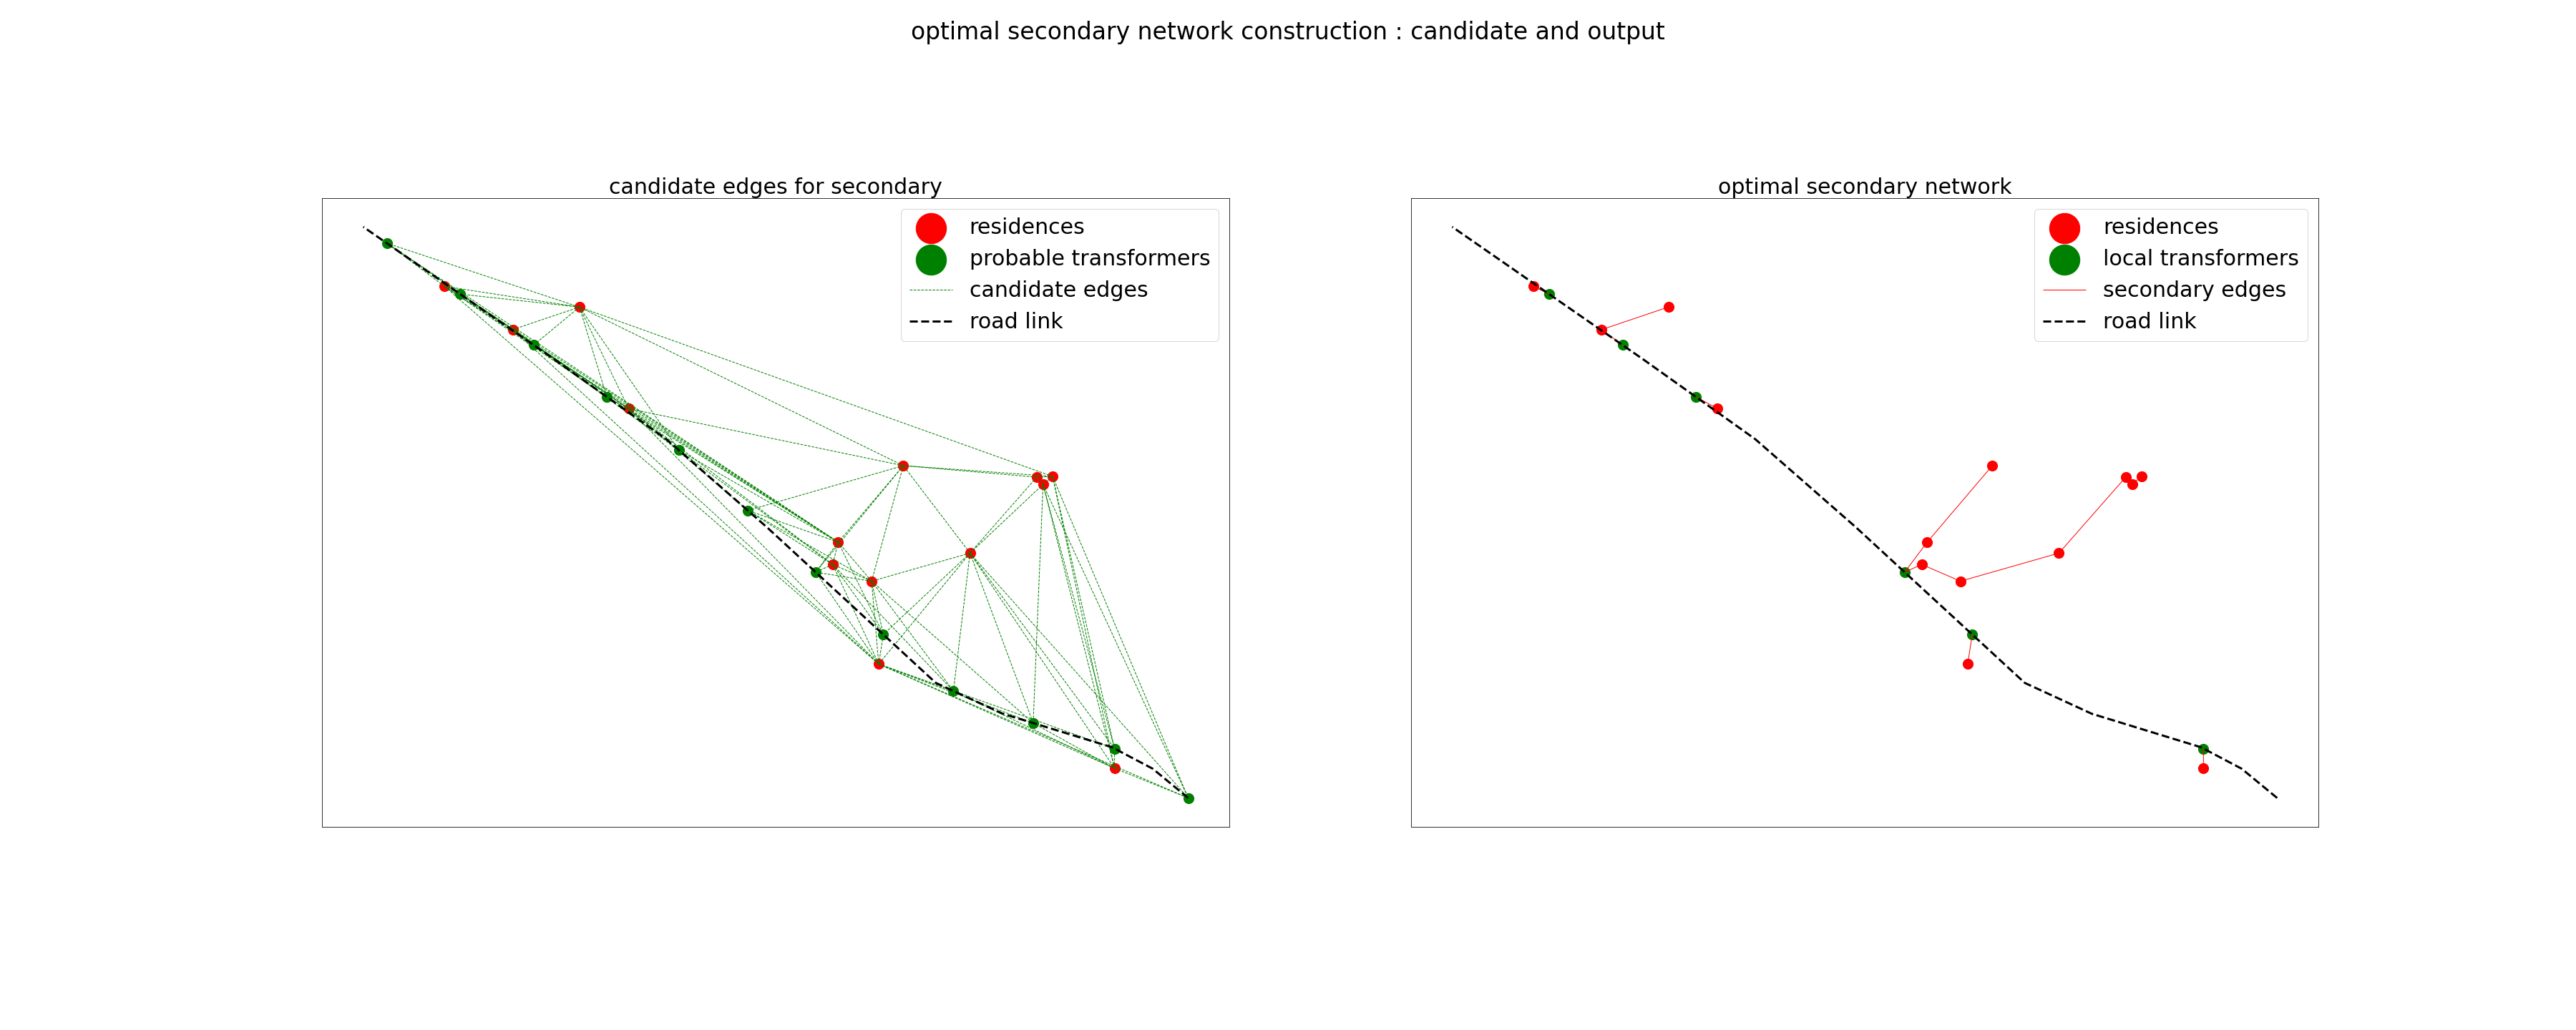 optimal secondary network construction : candidate and output
candidate edges for secondary
residences
probable transformers
candidate edges
road link
optimal secondary network
residences
local transformers
secondary edges
road link